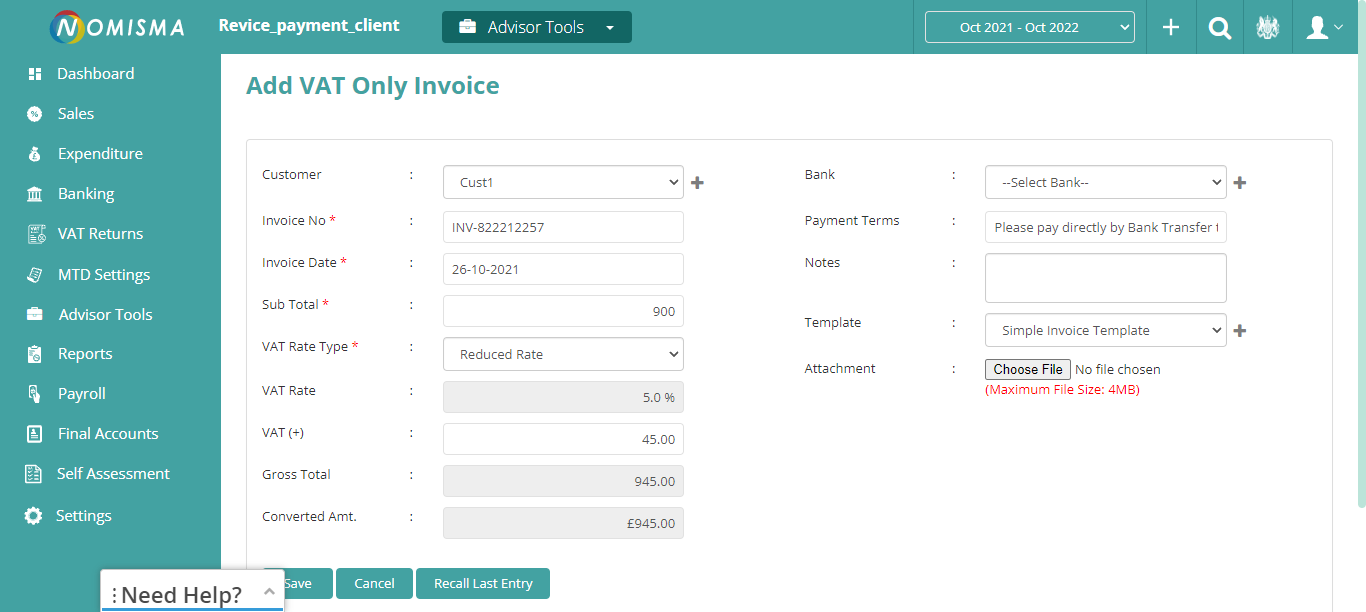 NOMISMA
Revice_payment_client
Advisor Tools
Oct 2021 - Oct 2022
Dashboard
Sales
Expenditure
Banking
VAT Returns
MTD Settings
Advisor Tools
Reports
Payroll
Final Accounts
Self Assessment
Settings
Add VAT Only Invoice
Customer : Cust1
Invoice No * : INV-822212257
Invoice Date * : 26-10-2021
Sub Total * : 900
VAT Rate Type * : Reduced Rate
VAT Rate : 5.0 %
VAT (+) : 45.00
Gross Total : 945.00
Converted Amt. : £945.00
Bank : --Select Bank--
Payment Terms : Please pay directly by Bank Transfer
Notes :
Template : Simple Invoice Template
Attachment : Choose File No file chosen
(Maximum File Size: 4MB)
Save Cancel Recall Last Entry
Need Help?